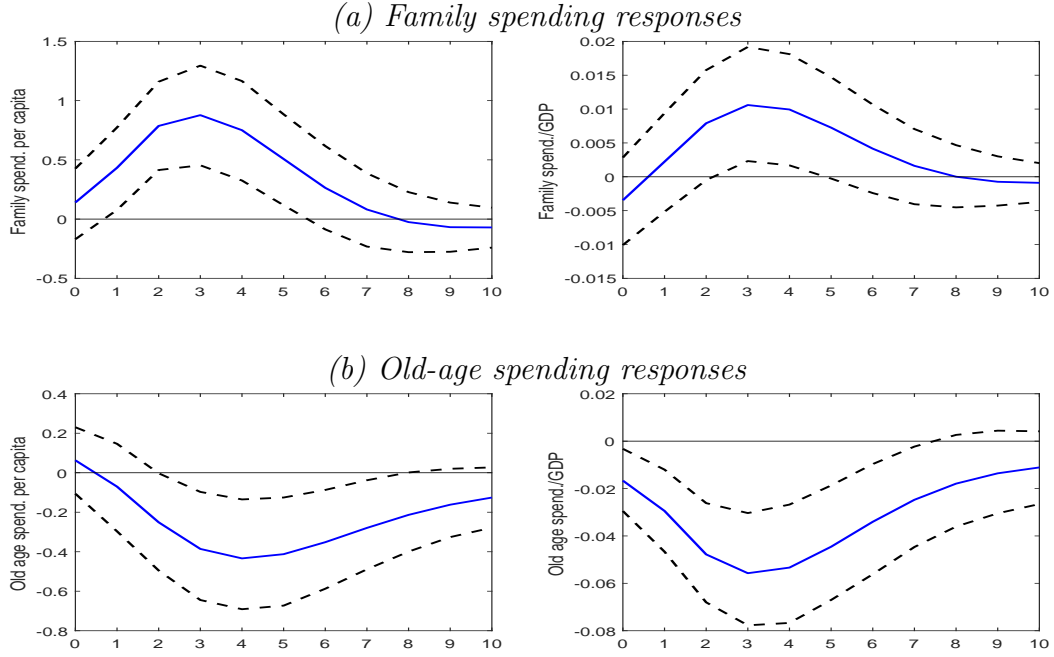 (a) Family spending responses
Family spend. per capita
1.5
1
0.5
0
-0.5
0 1 2 3 4 5 6 7 8 9 10
Family spend./GDP
0.02
0.015
0.01
0.005
0
-0.005
-0.01
-0.015
0 1 2 3 4 5 6 7 8 9 10
(b) Old-age spending responses
Old age spend. per capita
0.4
0.2
0
-0.2
-0.4
-0.6
-0.8
0 1 2 3 4 5 6 7 8 9 10
Old age spend./GDP
0.02
0
-0.02
-0.04
-0.06
-0.08
0 1 2 3 4 5 6 7 8 9 10